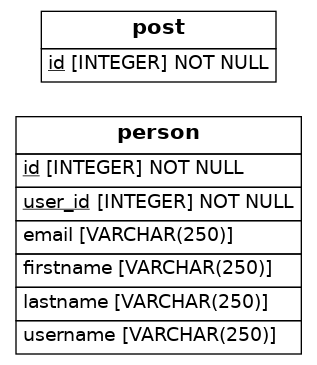 post
id [INTEGER] NOT NULL
person
id [INTEGER] NOT NULL
user_id [INTEGER] NOT NULL
email [VARCHAR(250)]
firstname [VARCHAR(250)]
lastname [VARCHAR(250)]
username [VARCHAR(250)]